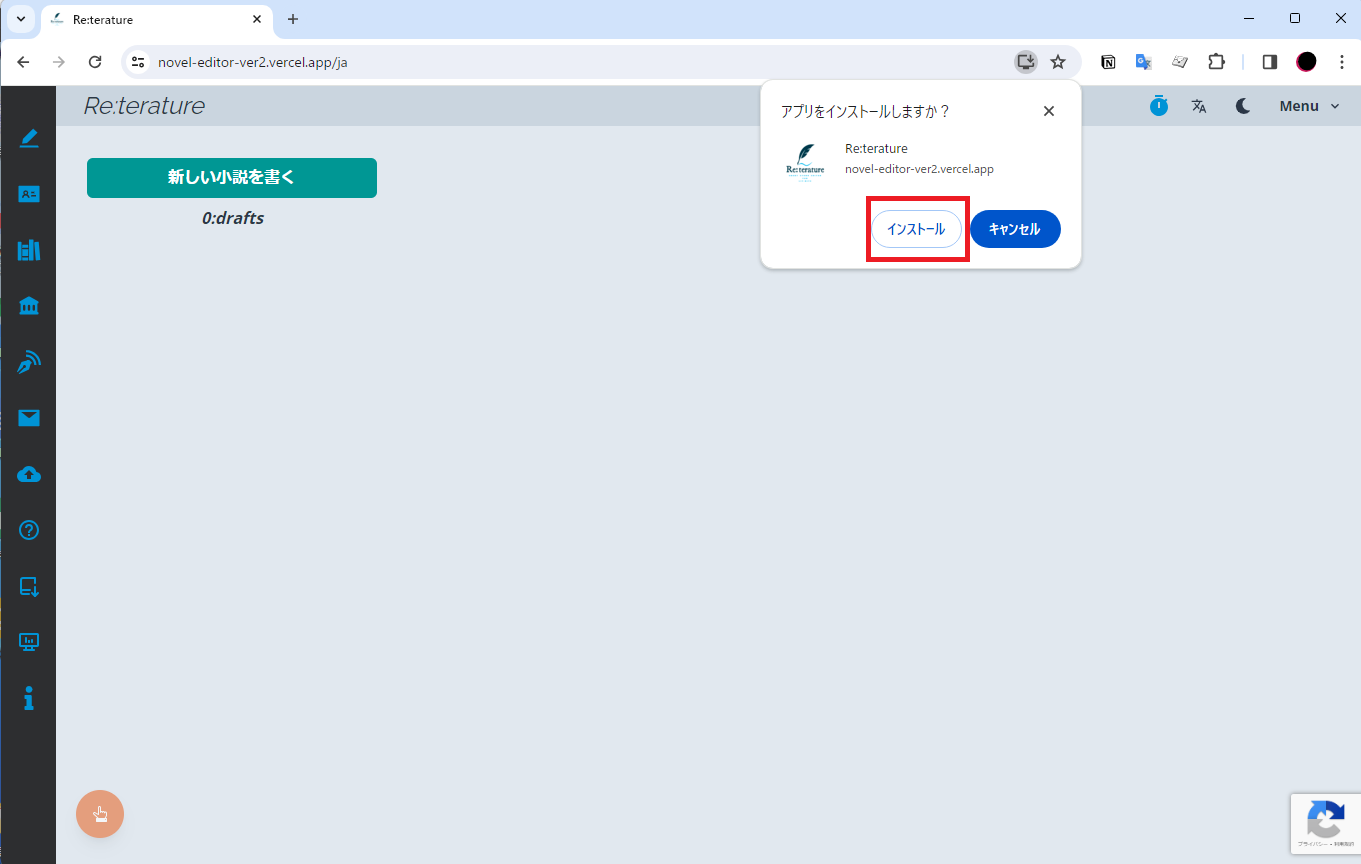 Re:terature
novel-editor-ver2.vercel.app/ja
Re:terature
Menu
アプリをインストールしますか？
Re:terature
Re:terature
novel-editor-ver2.vercel.app
インストール
キャンセル
新しい小説を書く
0:drafts
プライバシー - 利用規約